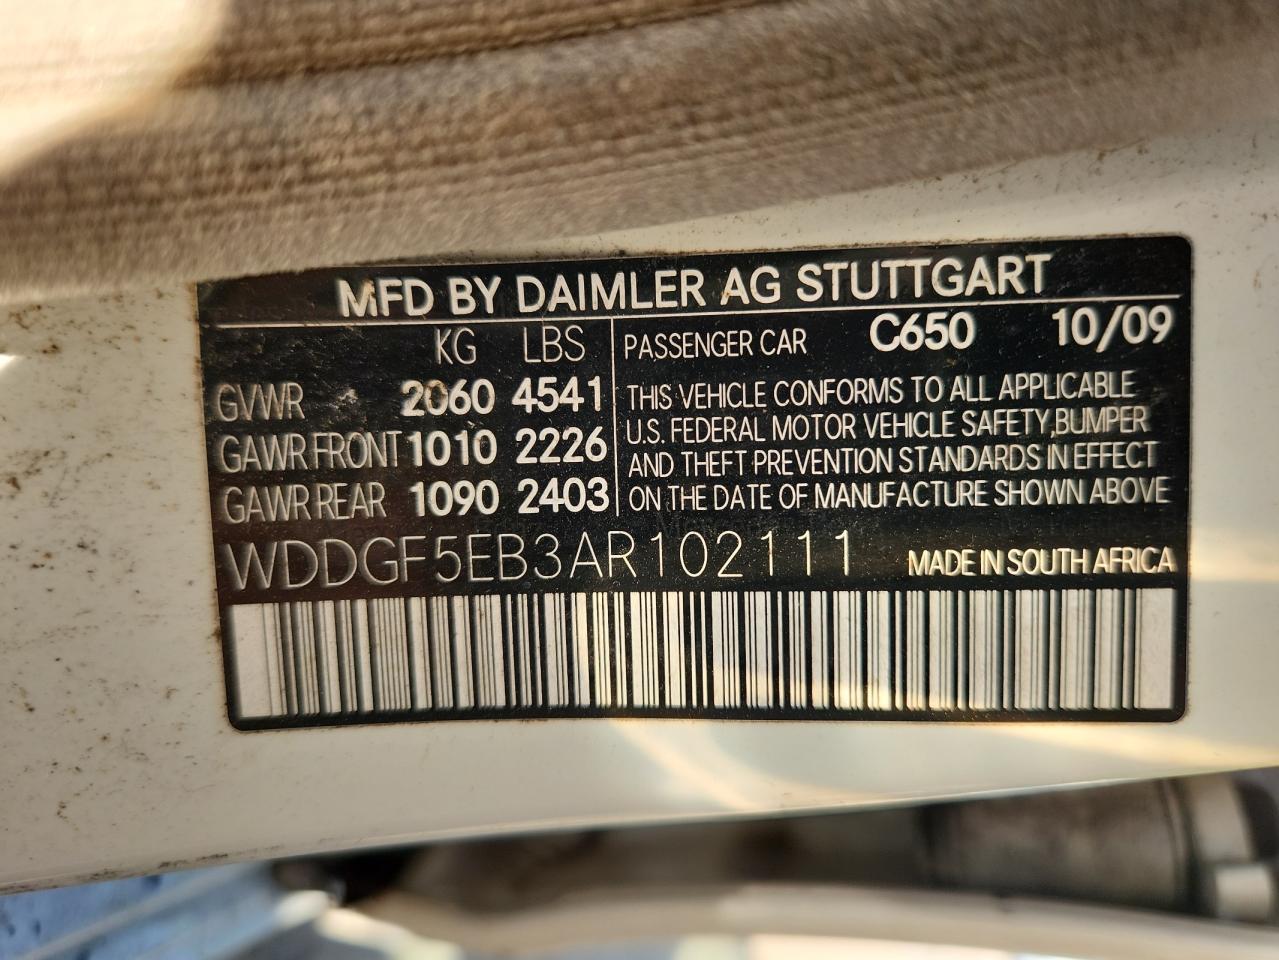 MFD BY DAIMLER AG STUTTGART
KG LBS
GVWR 2060 4541
GAWR FRONT 1010 2226
GAWR REAR 1090 2403
PASSENGER CAR C650 10/09
THIS VEHICLE CONFORMS TO ALL APPLICABLE
U.S. FEDERAL MOTOR VEHICLE SAFETY, BUMPER
AND THEFT PREVENTION STANDARDS IN EFFECT
ON THE DATE OF MANUFACTURE SHOWN ABOVE
WDDGF5EB3AR102111 MADE IN SOUTH AFRICA